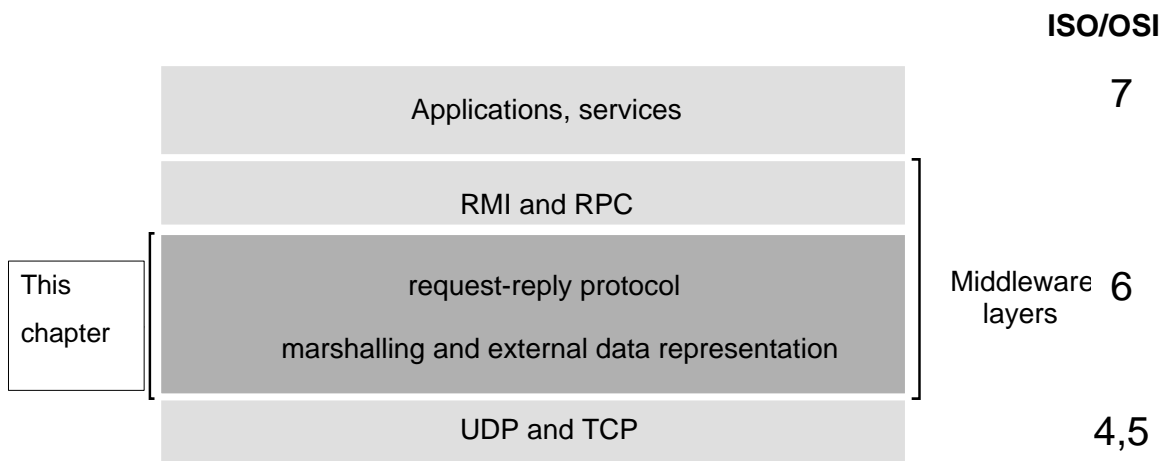 ISO/OSI
Applications, services
7
RMI and RPC
This
chapter
request-reply protocol
marshalling and external data representation
Middleware
layers
6
UDP and TCP
4,5